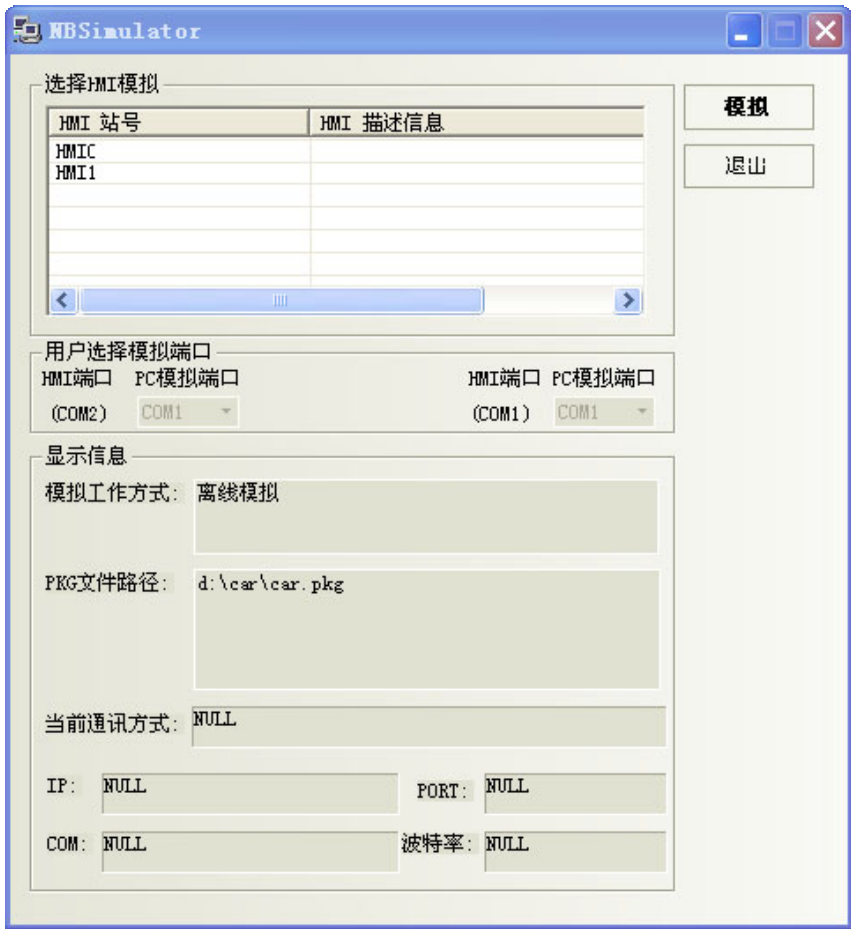 NBSimulator
选择HMI模拟
HMI 站号 HMI 描述信息
HMIC
HMI1
模拟
退出
用户选择模拟端口
HMI端口 PC模拟端口 HMI端口 PC模拟端口
(COM2) COM1 (COM1) COM1
显示信息
模拟工作方式: 离线模拟
PKG文件路径: d:\car\car.pkg
当前通讯方式: NULL
IP: NULL PORT: NULL
COM: NULL 波特率: NULL